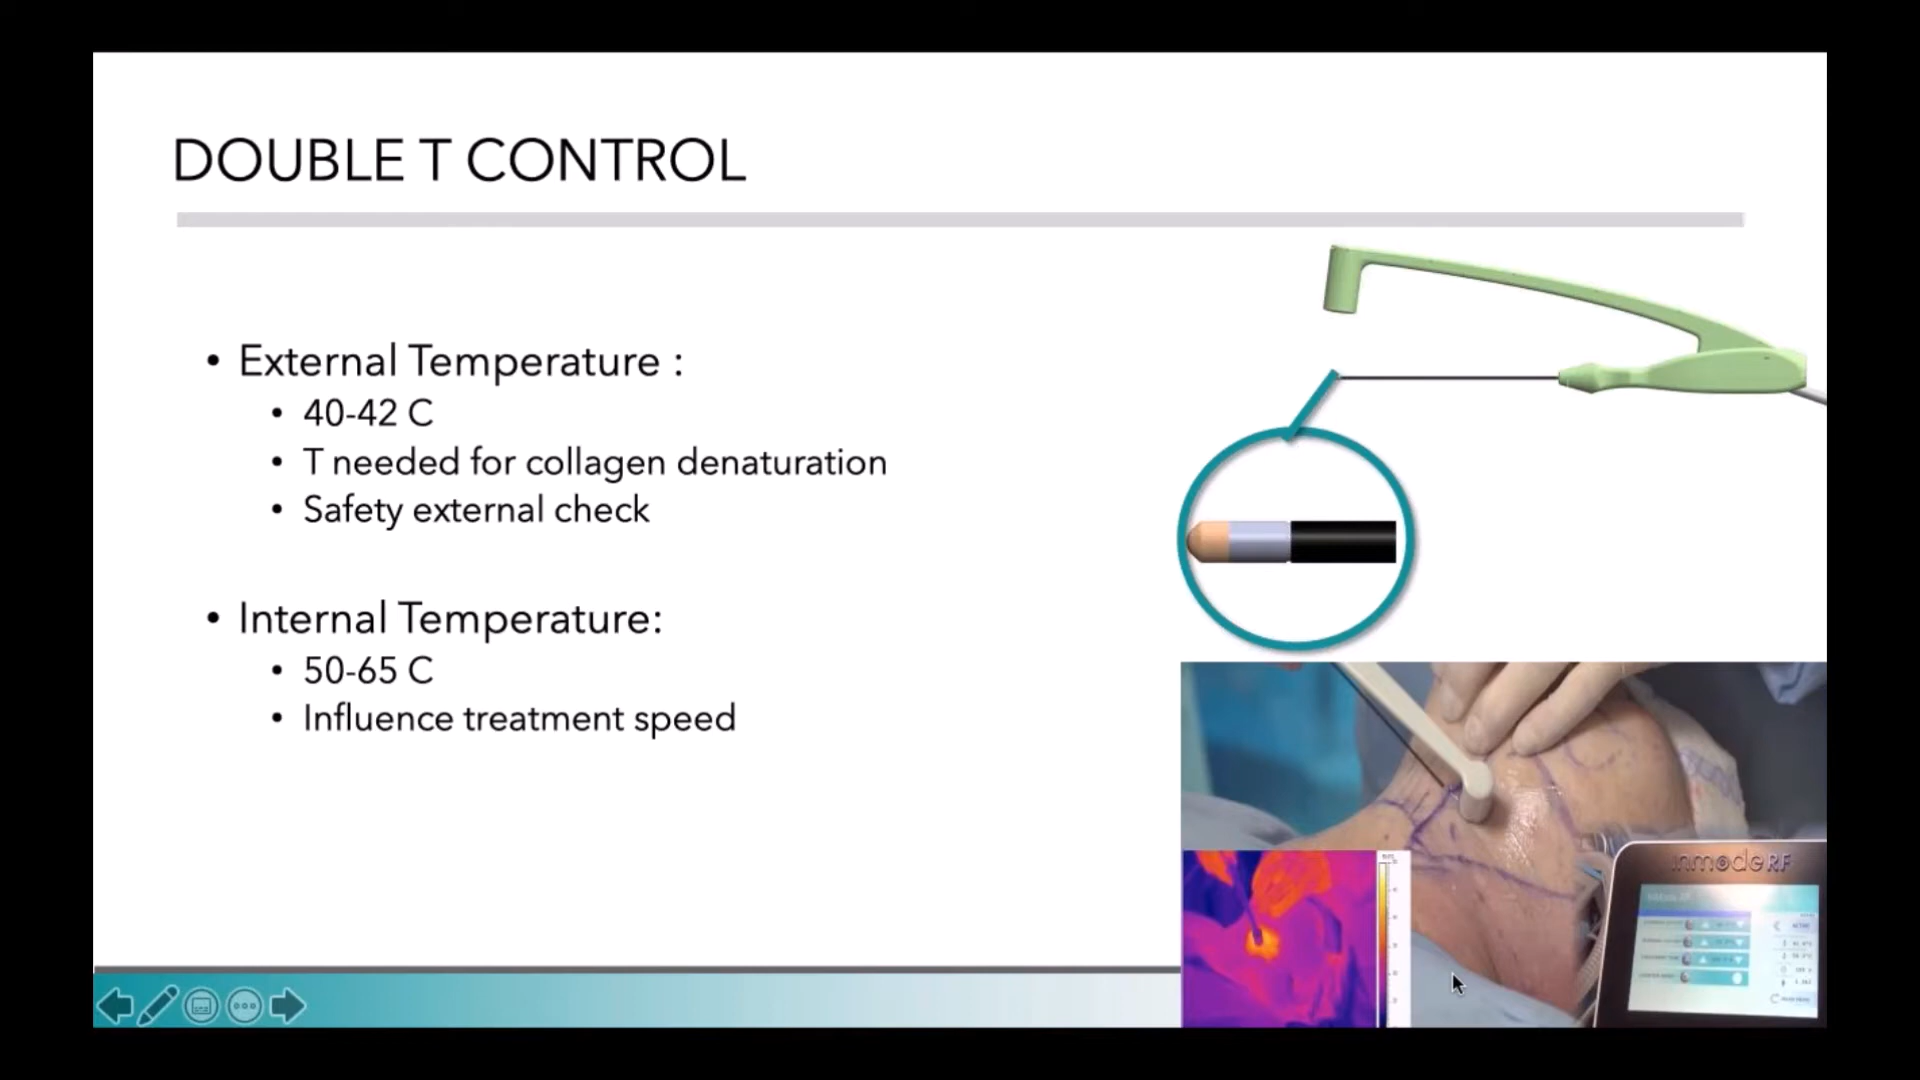 DOUBLE T CONTROL
• External Temperature :
• 40-42 C
• T needed for collagen denaturation
• Safety external check
• Internal Temperature:
• 50-65 C
• Influence treatment speed
inmodeRF